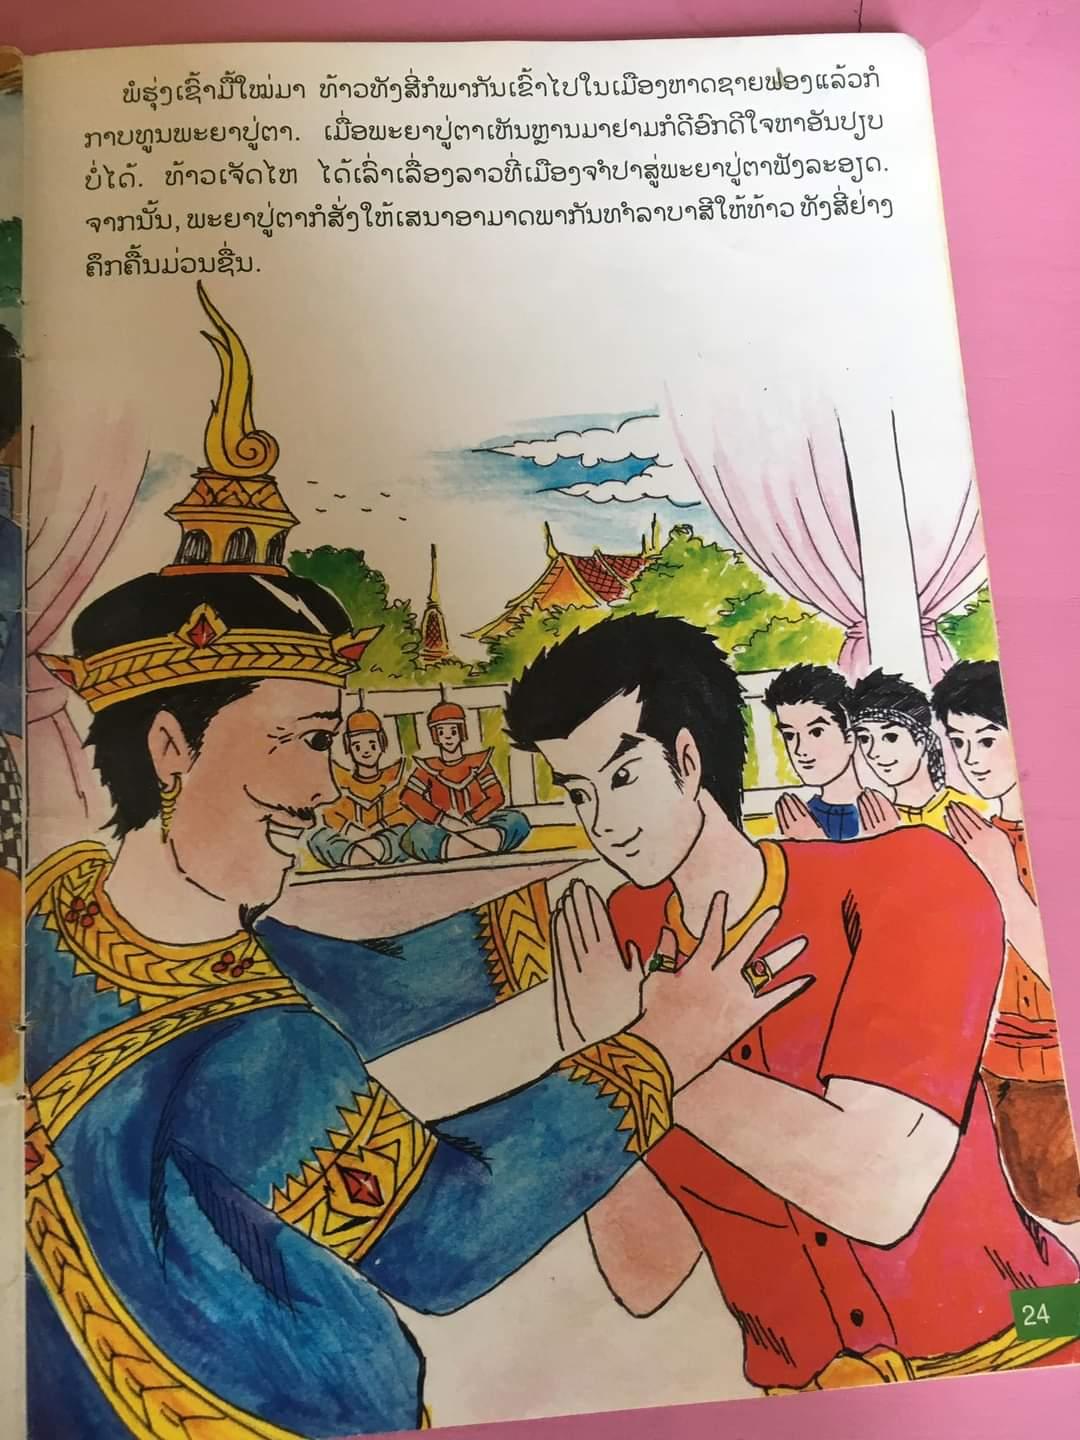 ພໍຮຸ່ງເຊົ້າມື້ໃໝ່ມາ ທ້າວທັງສີ່ກໍພາກັນເຂົ້າໄປໃນເມືອງຫາດຊາຍຟອງແລ້ວກໍ
ກາບທູນພະຍາປູ່ຕາ. ເມື່ອພະຍາປູ່ຕາເຫັນຫຼານມາຢາມກໍດີອົກດີໃຈຫາອັນປຽບ
ບໍ່ໄດ້. ທ້າວເຈັດໄຫ ໄດ້ເລົ່າເລື່ອງລາວທີ່ເມືອງຈຳປາສູ່ພະຍາປູ່ຕາຟັງລະອຽດ.
ຈາກນັ້ນ, ພະຍາປູ່ຕາກໍສັ່ງໃຫ້ເສນາອາມາດພາກັນທຳລາບາສີໃຫ້ທ້າວ ທັງສີ່ຢ່າງ
ຄຶກຄື້ນມ່ວນຊື່ນ.
24